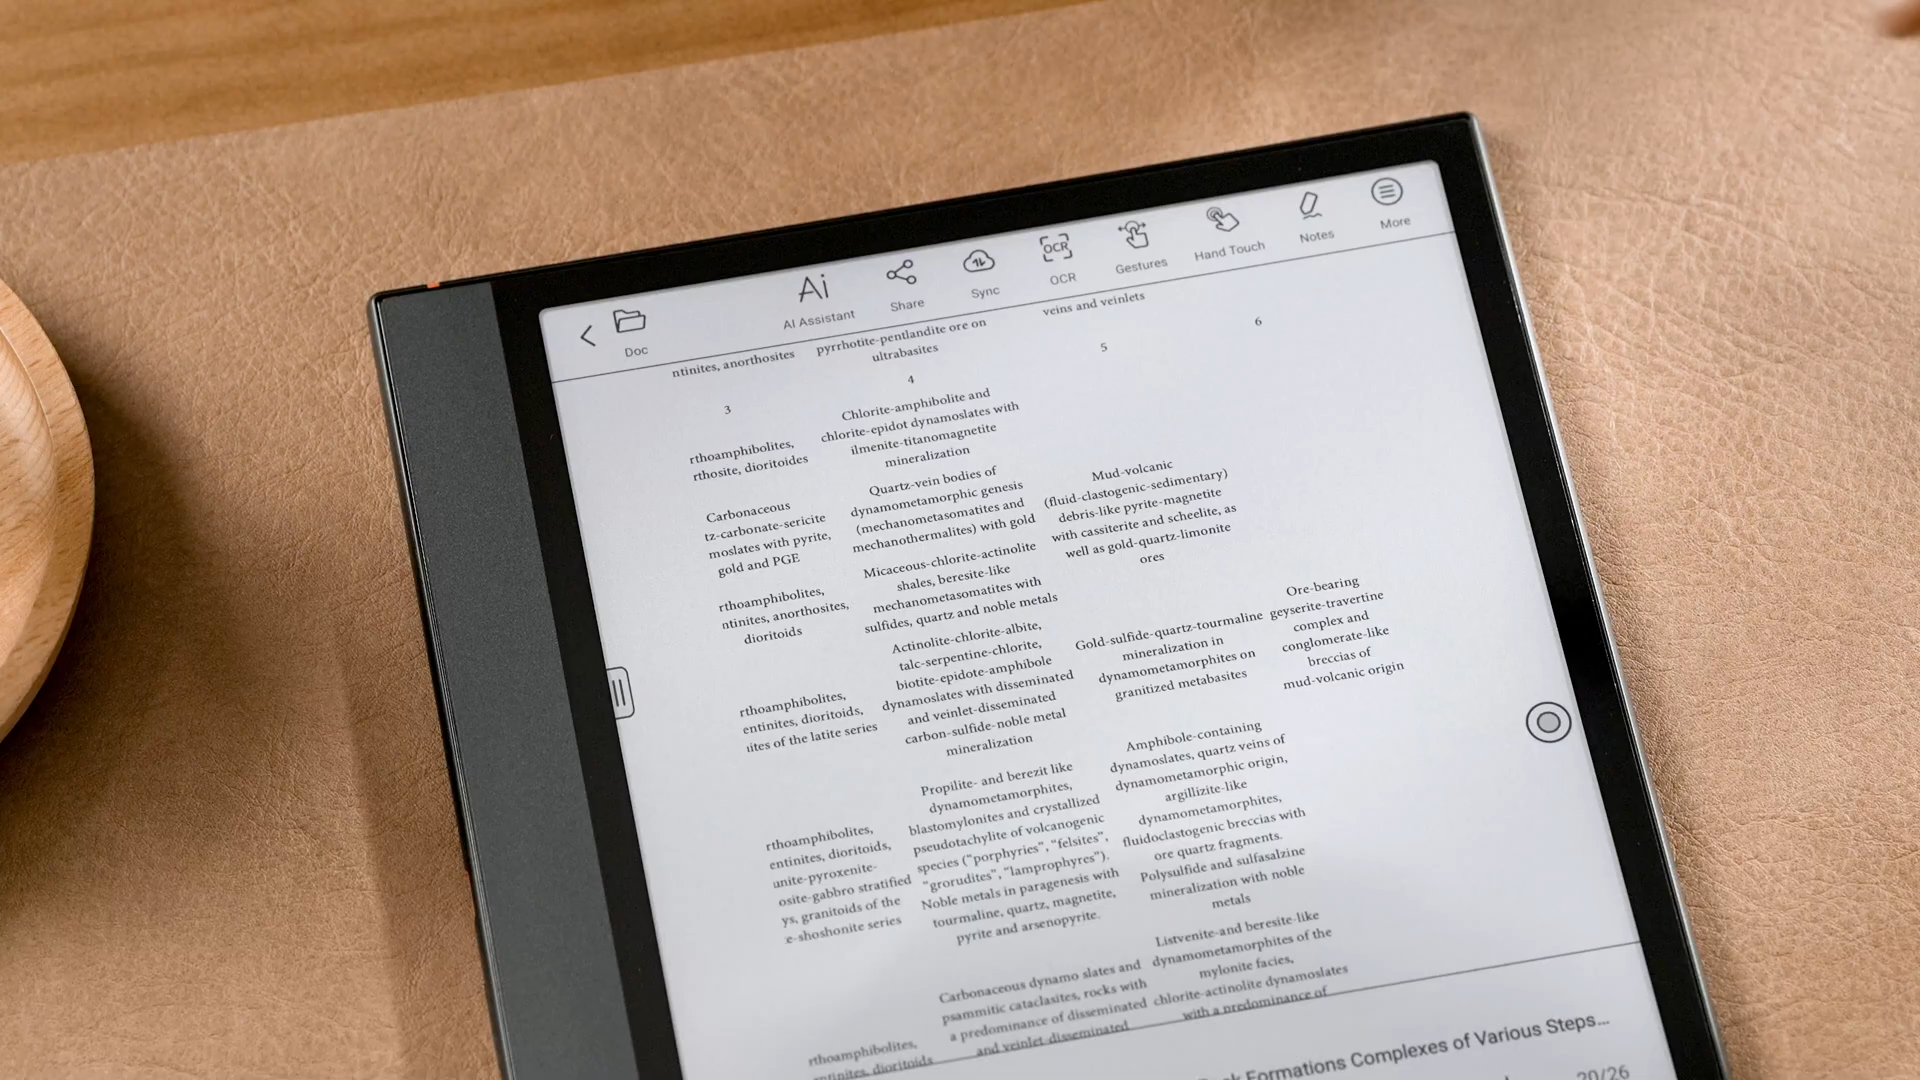 Doc
Ai
AI Assistant
Share
Sync
OCR
OCR
Gestures
Hand Touch
Notes
More
ntinites, anorthosites
pyrrhotite-pentlandite ore on
ultrabasites
veins and veinlets
3
4
5
6
rthoamphibolites,
rthosite, dioritoides
Chlorite-amphibolite and
chlorite-epidot dynamoslates with
ilmenite-titanomagnetite
mineralization
Carbonaceous
tz-carbonate-sericite
moslates with pyrite,
gold and PGE
Quartz-vein bodies of
dynamometamorphic genesis
(mechanometasomatites and
mechanothermalites) with gold
Mud-volcanic
(fluid-clastogenic-sedimentary)
debris-like pyrite-magnetite
with cassiterite and scheelite, as
well as gold-quartz-limonite
ores
rthoamphibolites,
ntinites, anorthosites,
dioritoids
Micaceous-chlorite-actinolite
shales, beresite-like
mechanometasomatites with
sulfides, quartz and noble metals
rthoamphibolites,
entinites, dioritoids,
ites of the latite series
Actinolite-chlorite-albite,
talc-serpentine-chlorite,
biotite-epidote-amphibole
dynamoslates with disseminated
and veinlet-disseminated
carbon-sulfide-noble metal
mineralization
Gold-sulfide-quartz-tourmaline
mineralization in
dynamometamorphites on
granitized metabasites
Ore-bearing
geyserite-travertine
complex and
conglomerate-like
breccias of
mud-volcanic origin
rthoamphibolites,
entinites, dioritoids,
unite-pyroxenite-
osite-gabbro stratified
ys, granitoids of the
e-shoshonite series
Propilite- and berezit like
dynamometamorphites,
blastomylonites and crystallized
pseudotachylite of volcanogenic
species (“porphyries”, “felsites”,
“grorudites”, “lamprophyres”).
Noble metals in paragenesis with
tourmaline, quartz, magnetite,
pyrite and arsenopyrite.
Amphibole-containing
dynamoslates, quartz veins of
dynamometamorphic origin,
argillizite-like
dynamometamorphites,
fluidoclastogenic breccias with
ore quartz fragments.
Polysulfide and sulfasalzine
mineralization with noble
metals
rthoamphibolites,
entinites, dioritoids
Carbonaceous dynamo slates and
psammitic cataclasites, rocks with
a predominance of disseminated
and veinlet-disseminated
Listvenite-and beresite-like
dynamometamorphites of the
mylonite facies,
chlorite-actinolite dynamoslates
with a predominance of
Formations Complexes of Various Steps...
20/26